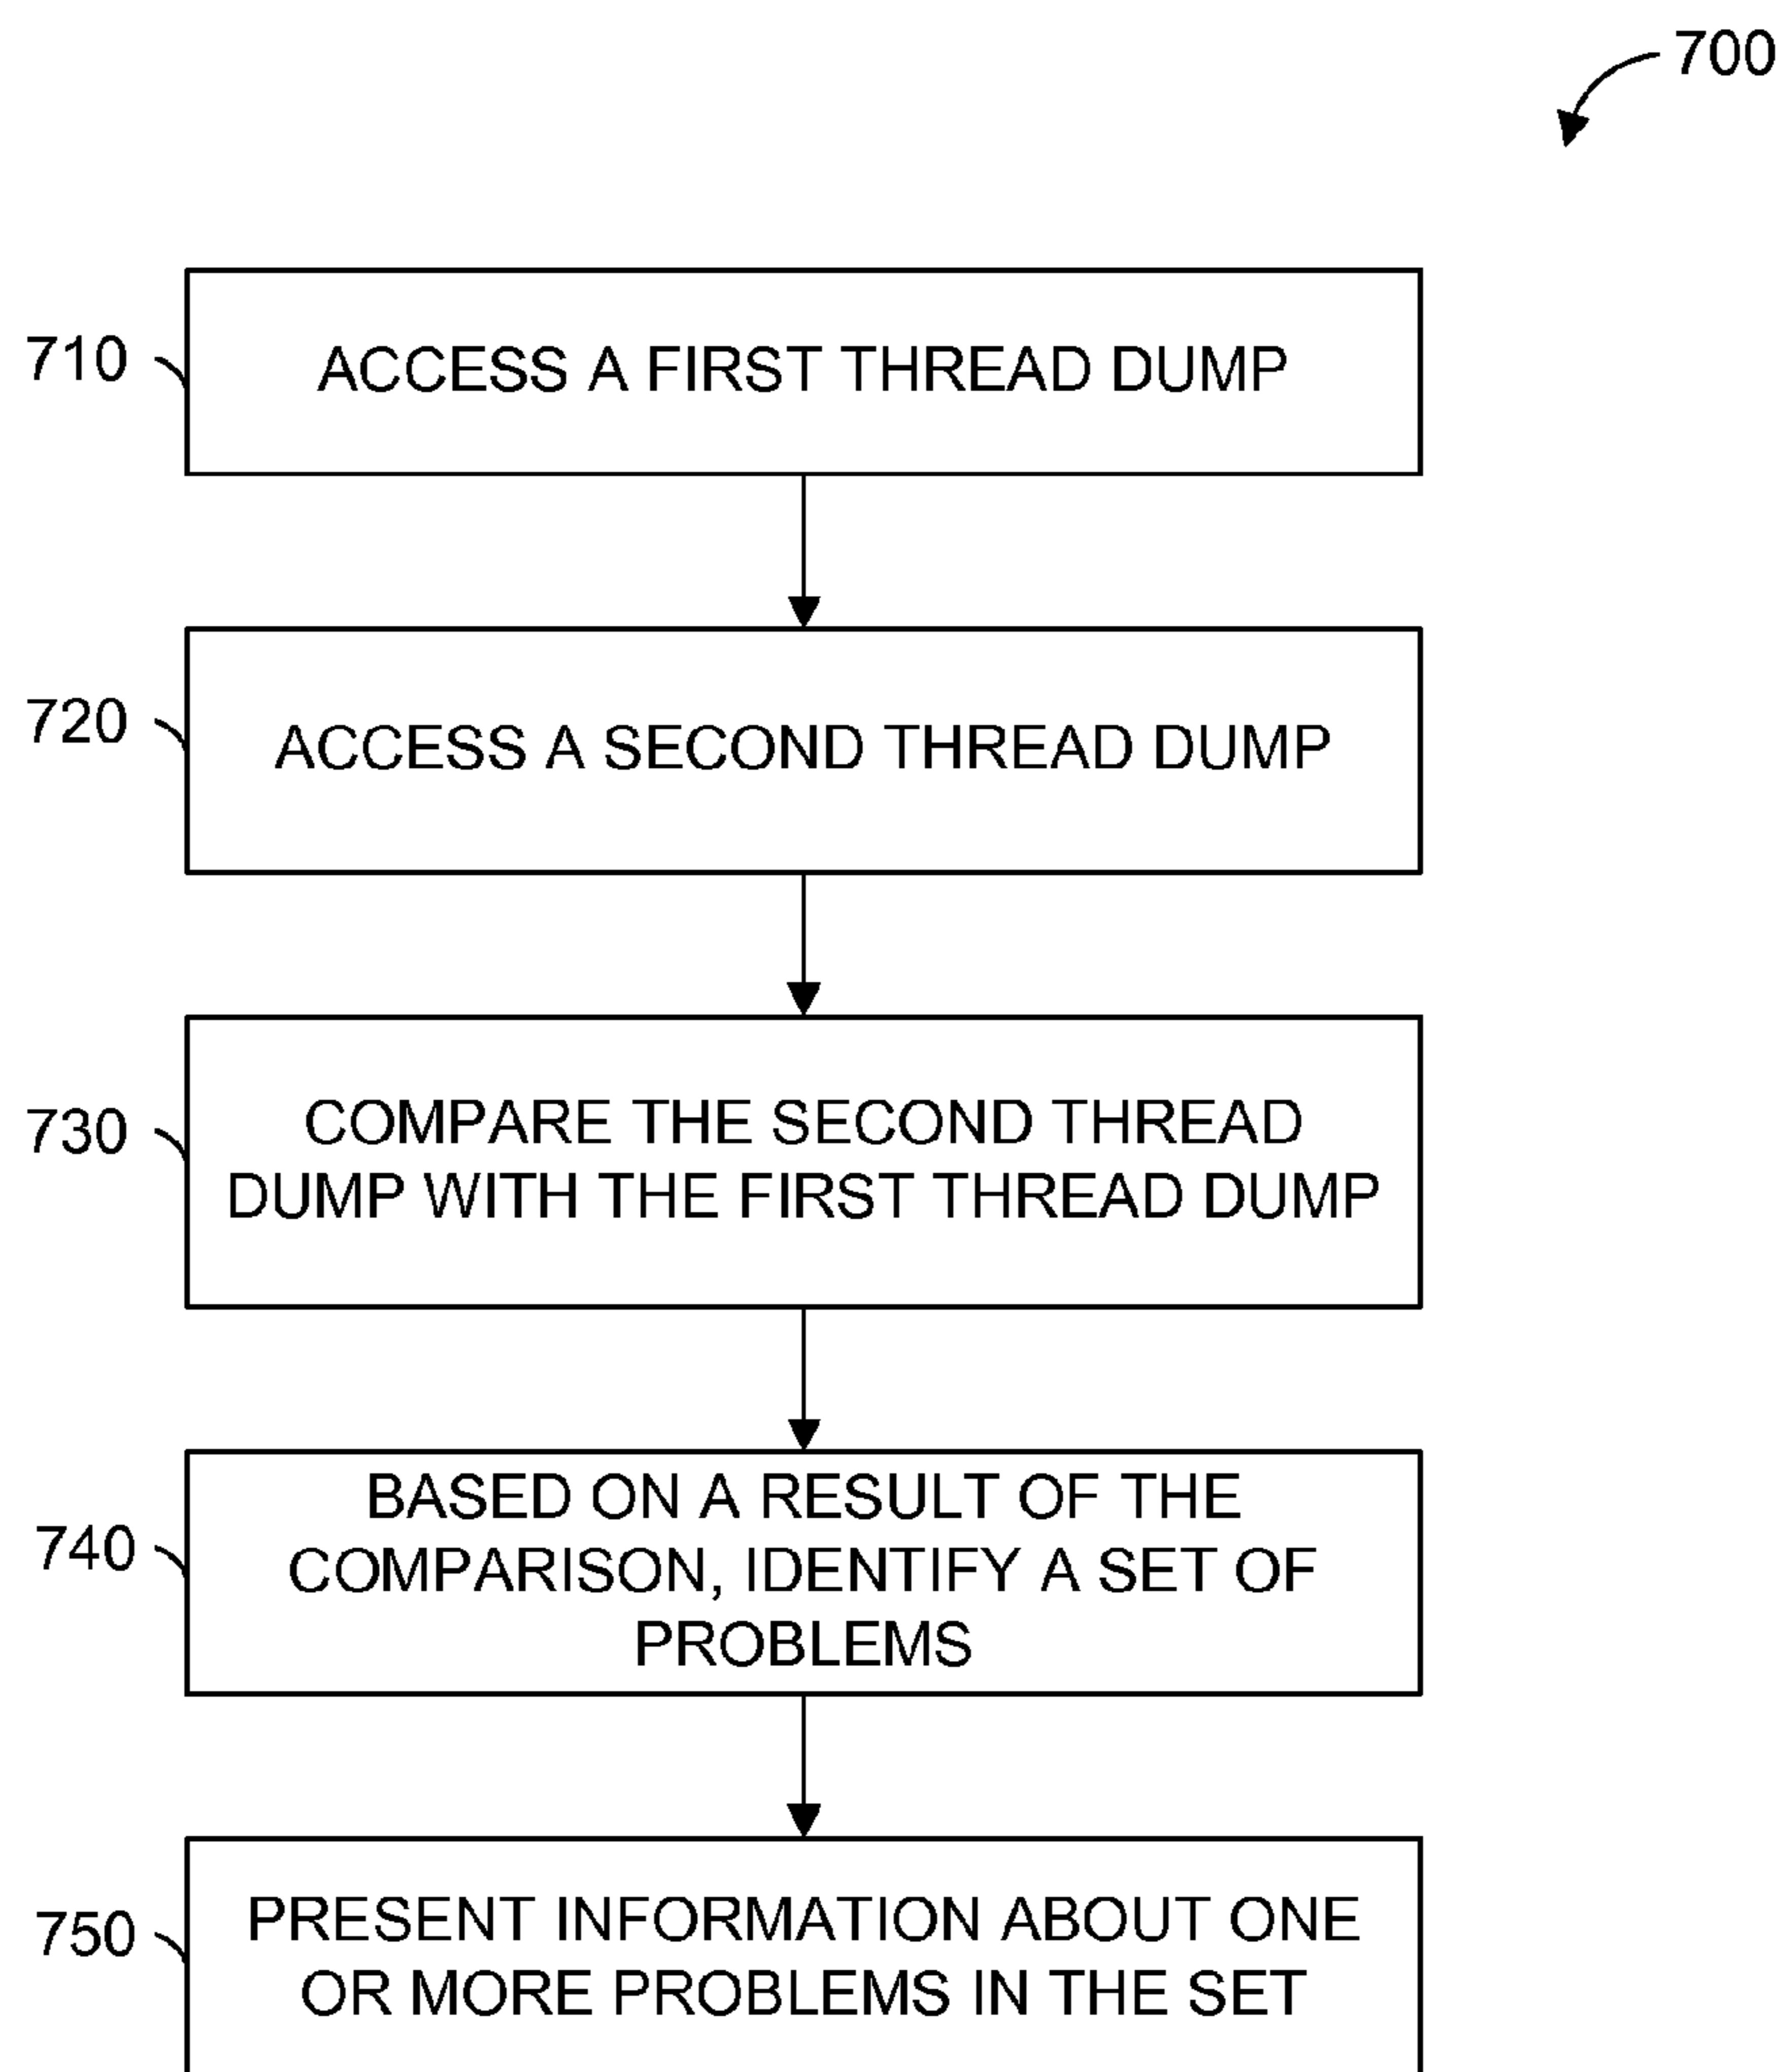 700
710
ACCESS A FIRST THREAD DUMP
720
ACCESS A SECOND THREAD DUMP
730
COMPARE THE SECOND THREAD
DUMP WITH THE FIRST THREAD DUMP
740
BASED ON A RESULT OF THE
COMPARISON, IDENTIFY A SET OF
PROBLEMS
750
PRESENT INFORMATION ABOUT ONE
OR MORE PROBLEMS IN THE SET